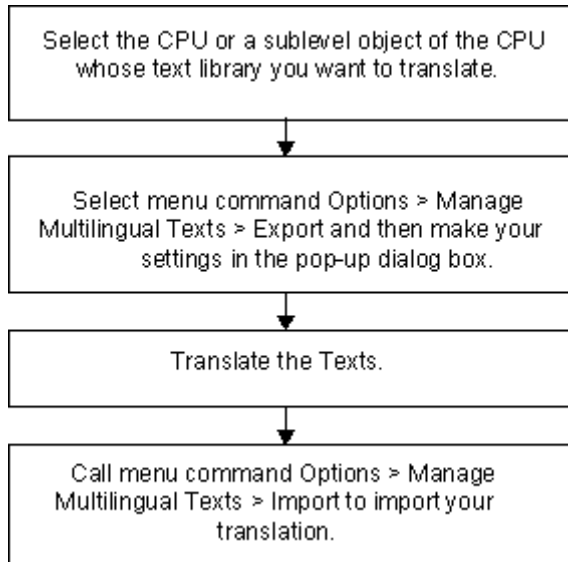 Select the CPU or a sublevel object of the CPU
whose text library you want to translate.
Select menu command Options > Manage
Multilingual Texts > Export and then make your
settings in the pop-up dialog box.
Translate the Texts.
Call menu command Options > Manage
Multilingual Texts > Import to import your
translation.